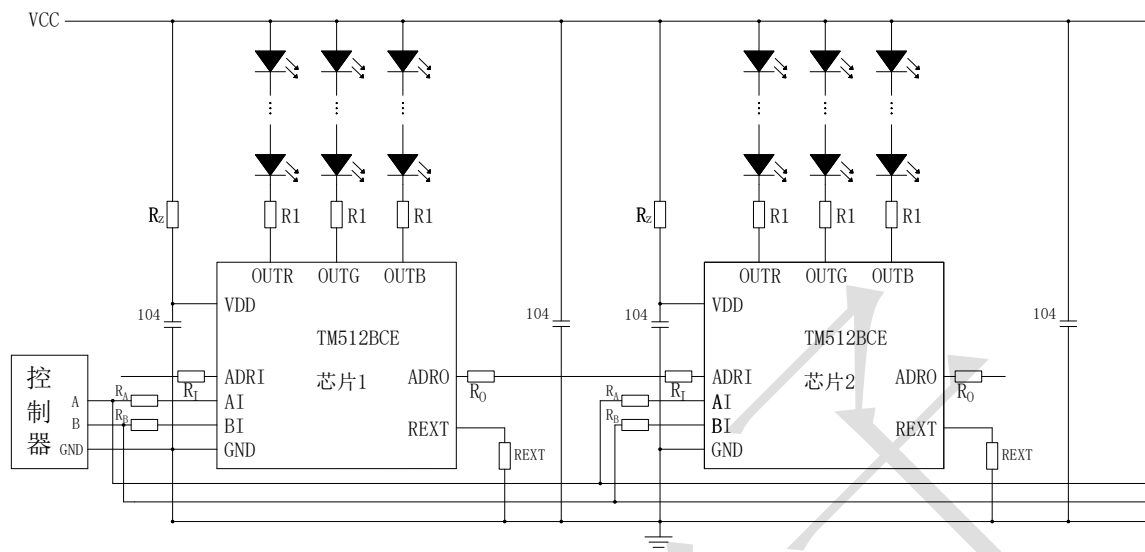 VCC
Rz R1 R1 R1 Rz R1 R1 R1
OUTR OUTG OUTB OUTR OUTG OUTB
VDD VDD
104 104 104 104
TM512BCE TM512BCE
芯片1 芯片2
ADRI ADRO ADRI ADRO
RI RO RI RO
控制器
A RA AI RA AI
B RB BI RB BI
REXT REXT
GND GND GND
REXT REXT